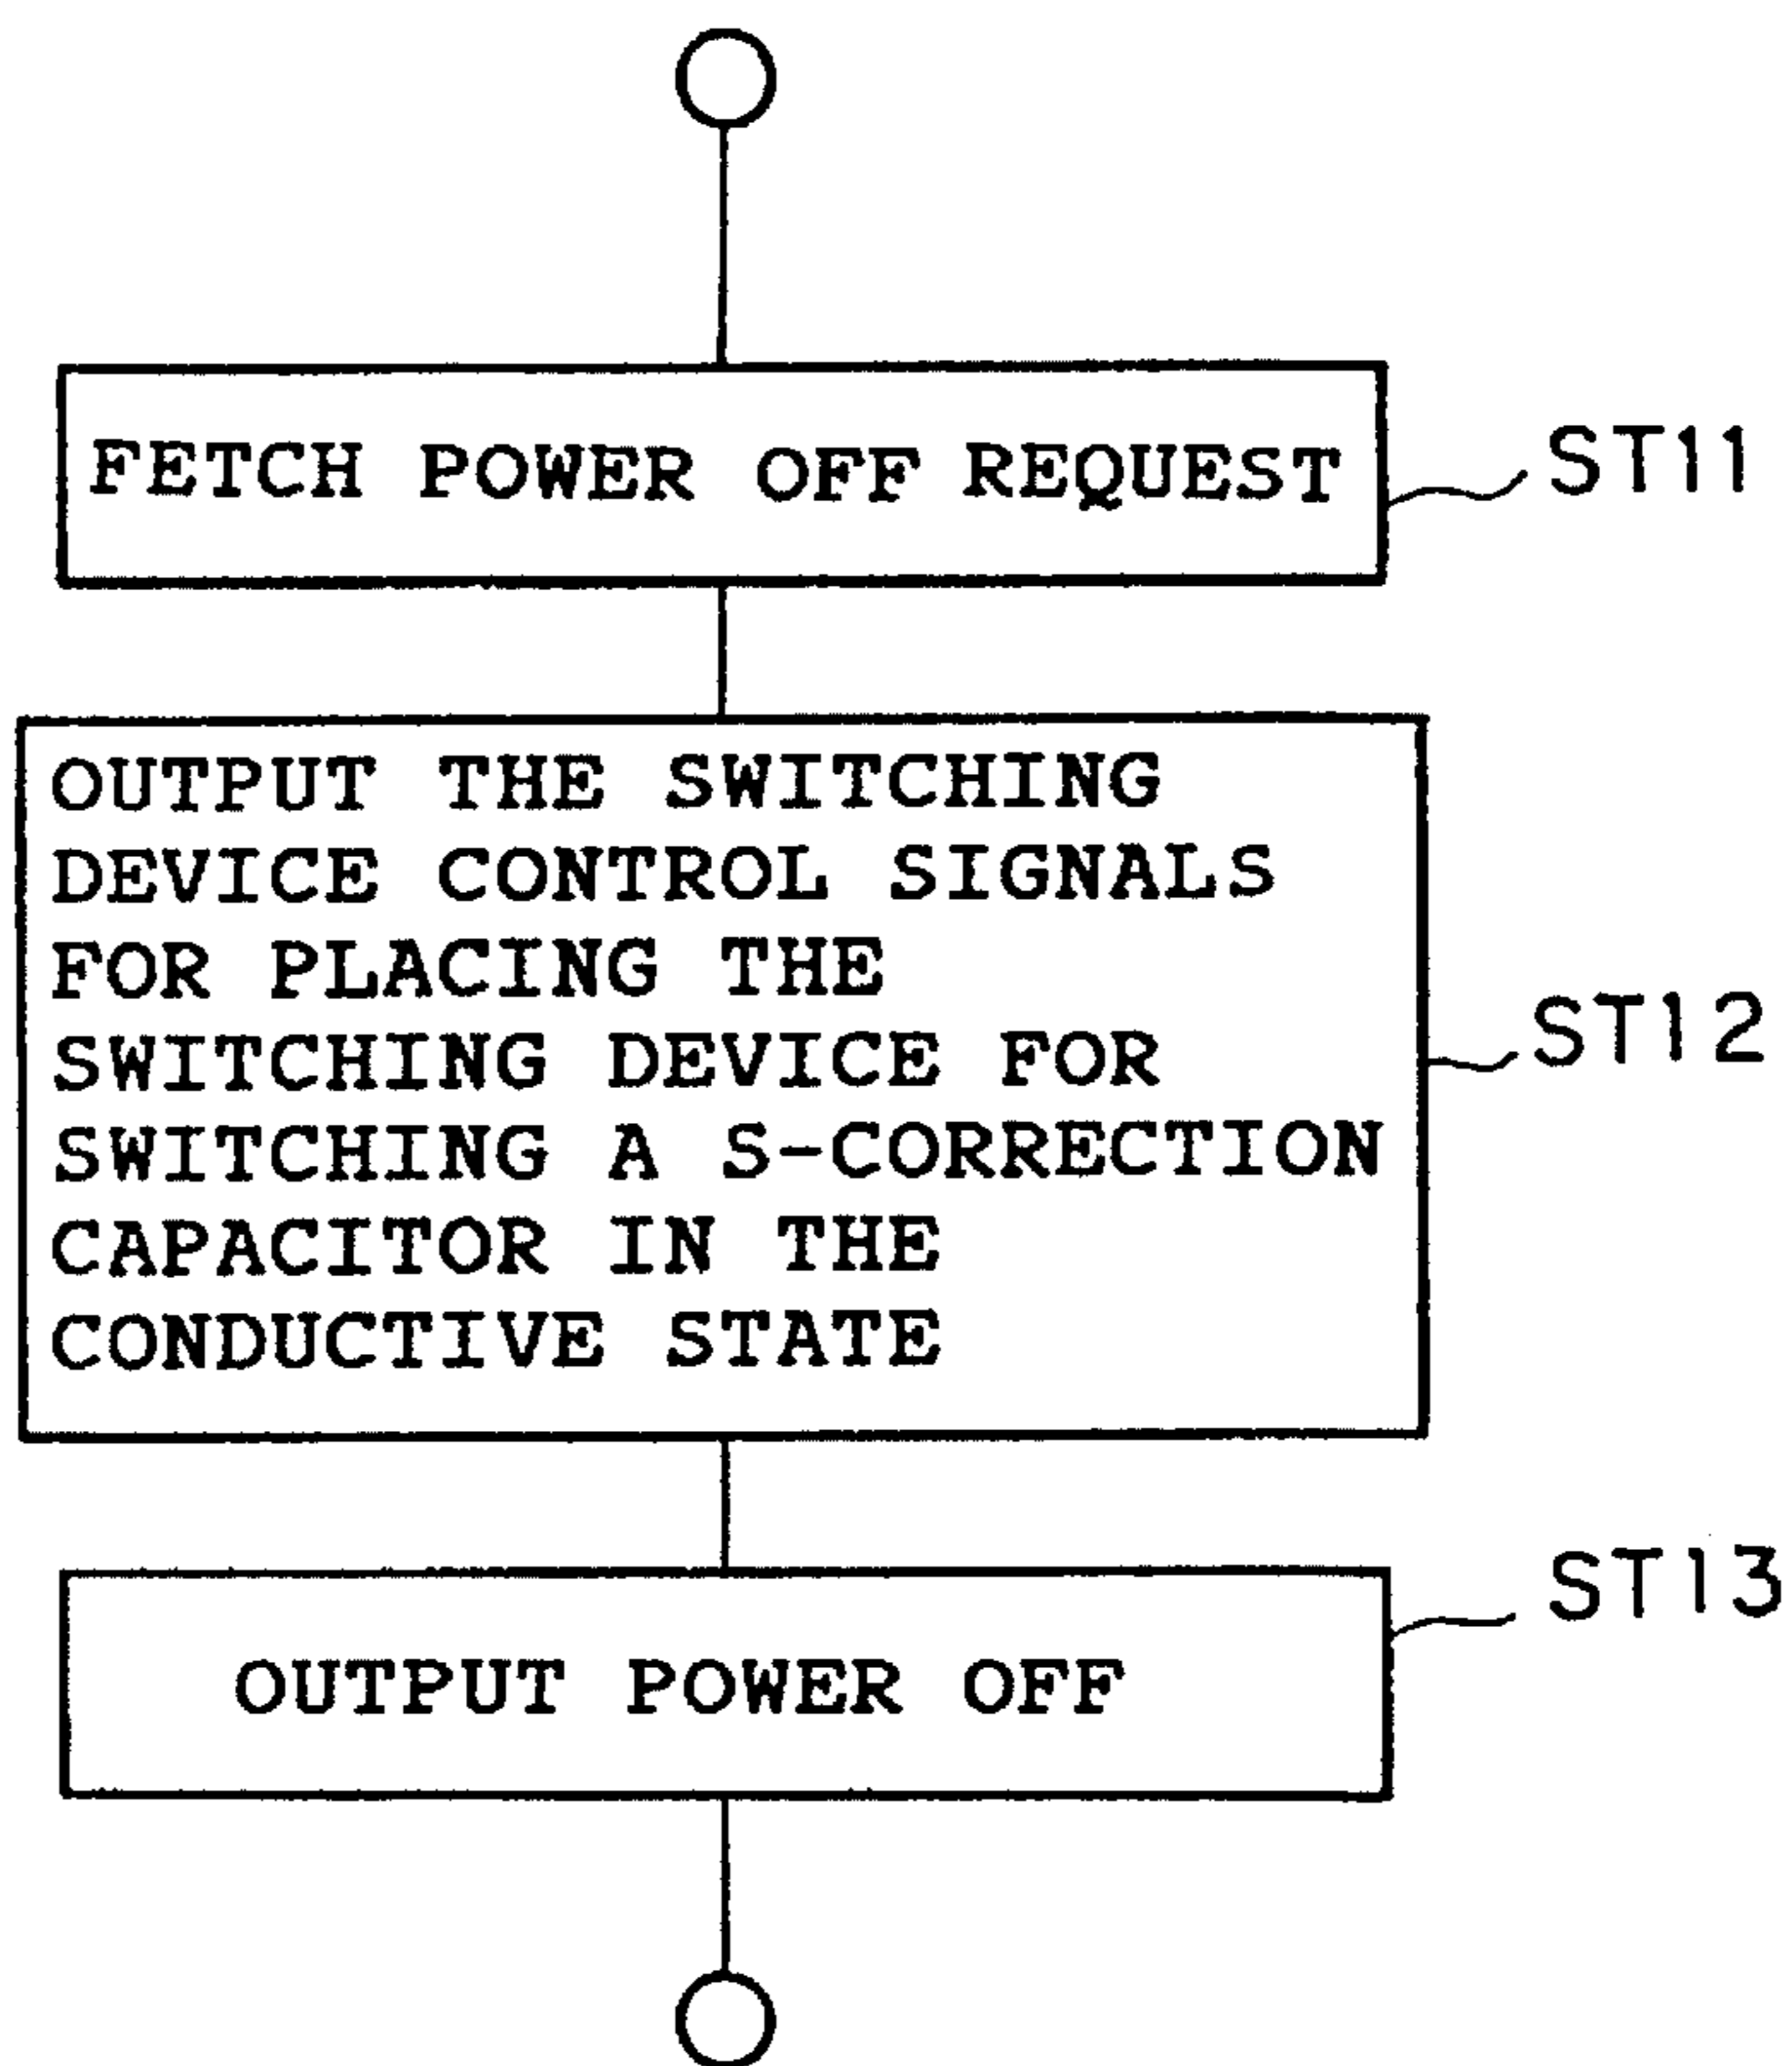 FETCH POWER OFF REQUEST
ST11
OUTPUT THE SWITCHING
DEVICE CONTROL SIGNALS
FOR PLACING THE
SWITCHING DEVICE FOR
SWITCHING A S-CORRECTION
CAPACITOR IN THE
CONDUCTIVE STATE
ST12
OUTPUT POWER OFF
ST13